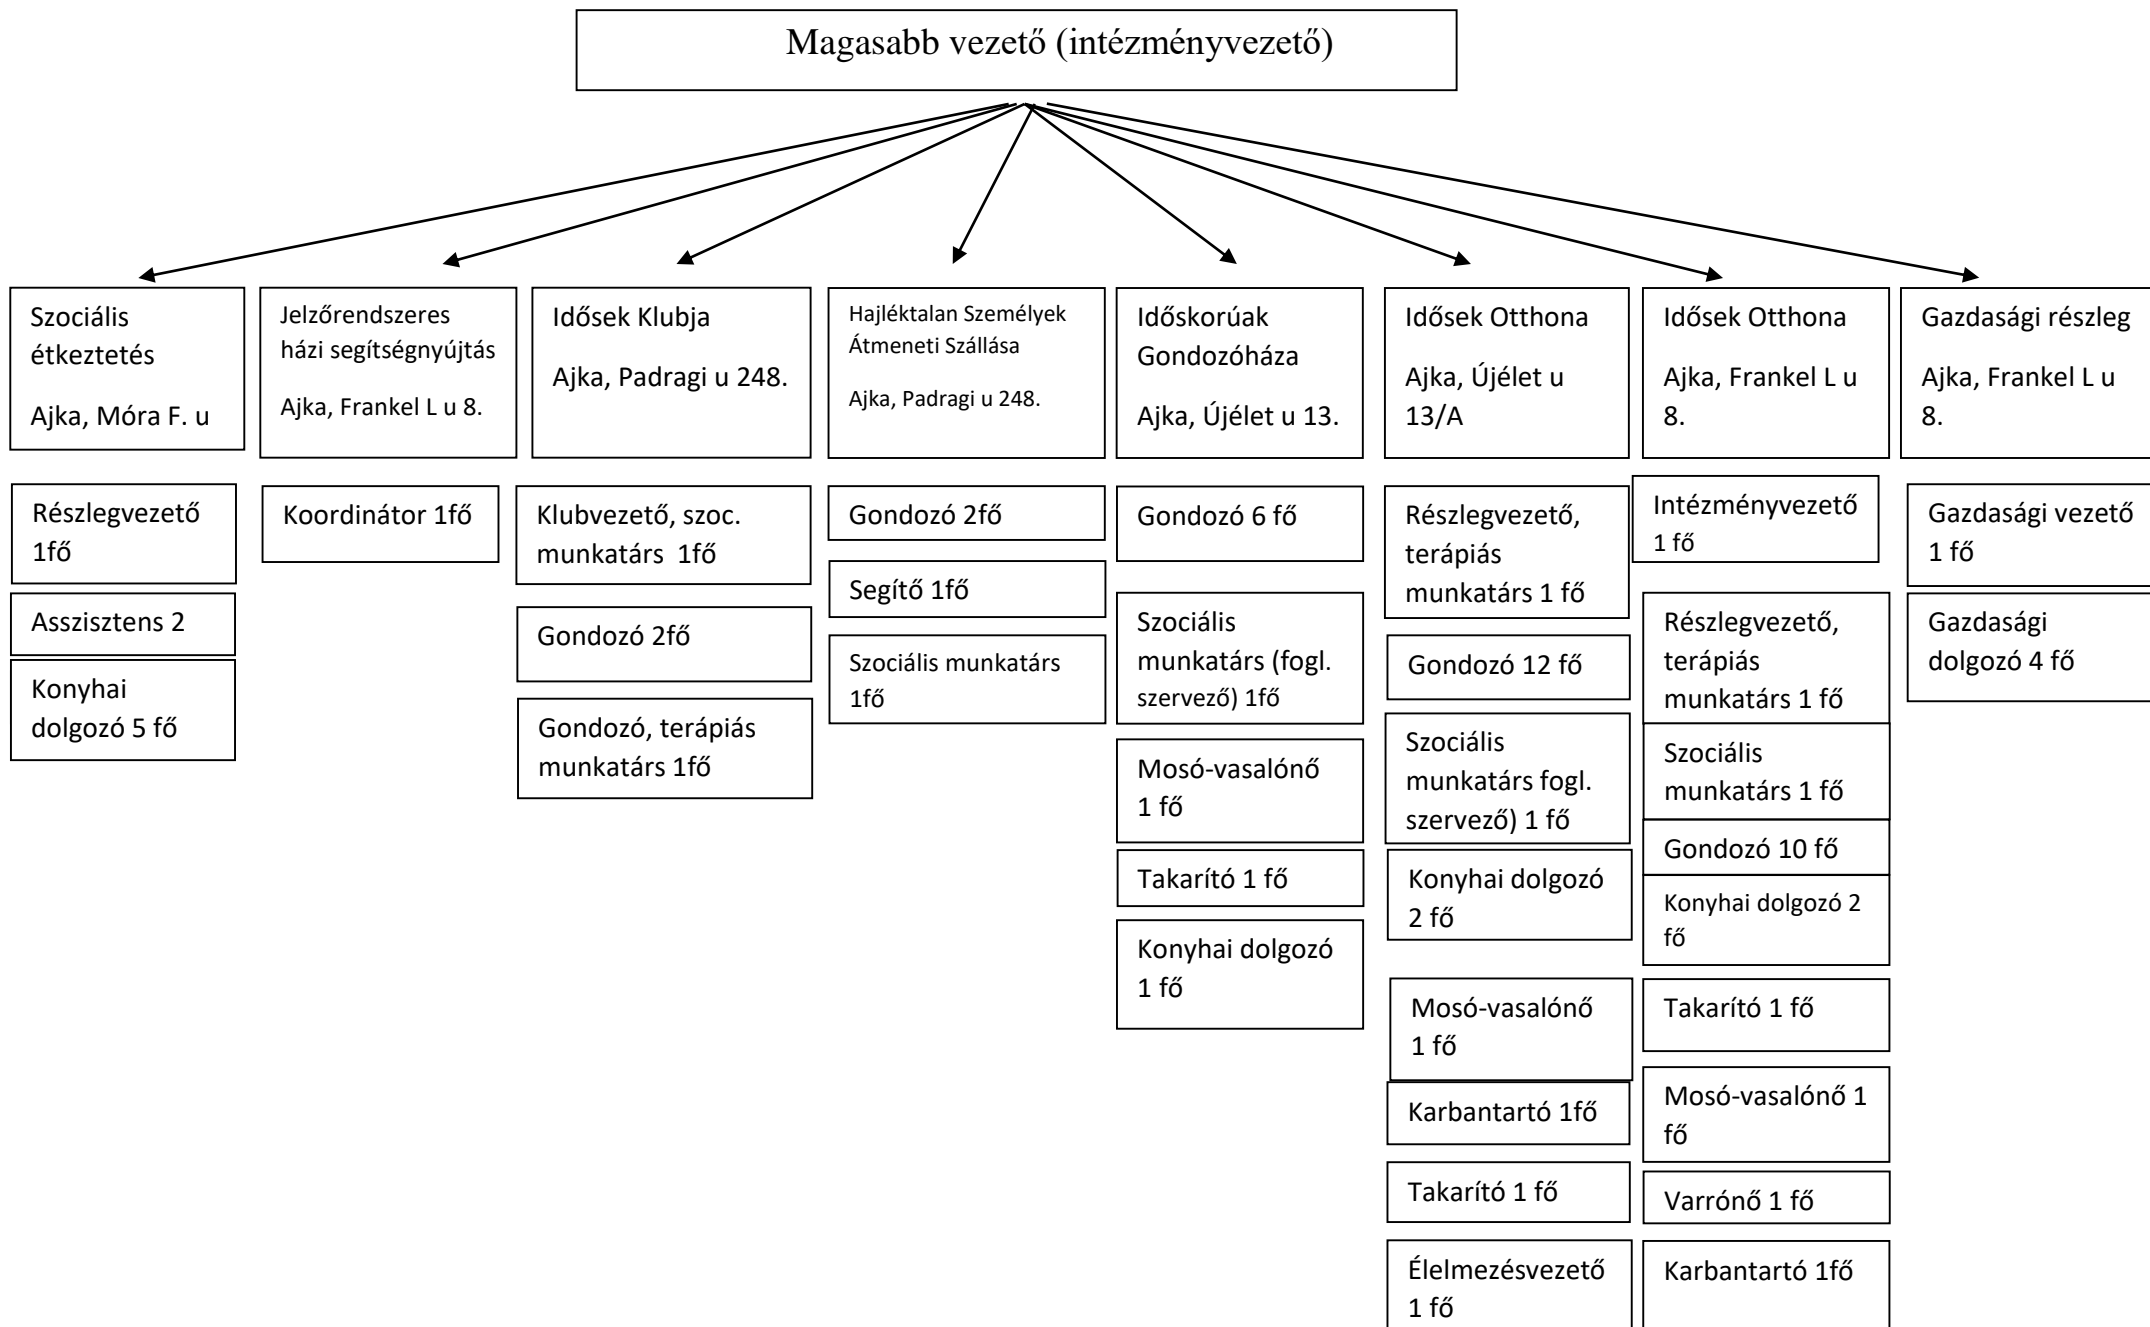 Magasabb vezető (intézményvezető)
Szociális
étkeztetés
Ajka, Móra F. u
Részlegvezető
1fő
Asszisztens 2
Konyhai
dolgozó 5 fő
Jelzőrendszeres
házi segítségnyújtás
Ajka, Frankel L u 8.
Koordinátor 1fő
Idősek Klubja
Ajka, Padragi u 248.
Klubvezető, szoc.
munkatárs  1fő
Gondozó 2fő
Gondozó, terápiás
munkatárs 1fő
Hajléktalan Személyek
Átmeneti Szállása
Ajka, Padragi u 248.
Gondozó 2fő
Segítő 1fő
Szociális munkatárs
1fő
Időskorúak
Gondozóháza
Ajka, Újélet u 13.
Gondozó 6 fő
Szociális
munkatárs (fogl.
szervező) 1fő
Mosó-vasalónő
1 fő
Takarító 1 fő
Konyhai dolgozó
1 fő
Idősek Otthona
Ajka, Újélet u
13/A
Részlegvezető,
terápiás
munkatárs 1 fő
Gondozó 12 fő
Szociális
munkatárs fogl.
szervező) 1 fő
Konyhai dolgozó
2 fő
Mosó-vasalónő
1 fő
Karbantartó 1fő
Takarító 1 fő
Élelmezésvezető
1 fő
Idősek Otthona
Ajka, Frankel L u
8.
Intézményvezető
1 fő
Részlegvezető,
terápiás
munkatárs 1 fő
Szociális
munkatárs 1 fő
Gondozó 10 fő
Konyhai dolgozó 2
fő
Takarító 1 fő
Mosó-vasalónő 1
fő
Varrónő 1 fő
Karbantartó 1fő
Gazdasági részleg
Ajka, Frankel L u
8.
Gazdasági vezető
1 fő
Gazdasági
dolgozó 4 fő